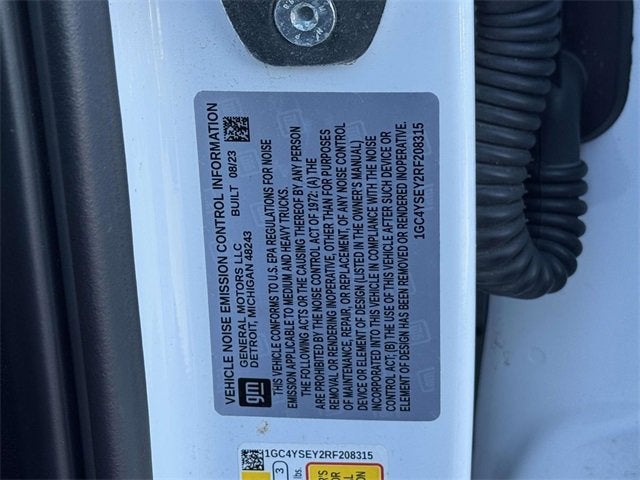 VEHICLE NOISE EMISSION CONTROL INFORMATION
GENERAL MOTORS LLC
DETROIT, MICHIGAN 48243
BUILT 08/23
gm
THIS VEHICLE CONFORMS TO U.S. EPA REGULATIONS FOR NOISE
EMISSION APPLICABLE TO MEDIUM AND HEAVY TRUCKS.
THE FOLLOWING ACTS OR THE CAUSING THEREOF BY ANY PERSON
ARE PROHIBITED BY THE NOISE CONTROL ACT OF 1972: (A) THE
REMOVAL OR RENDERING INOPERATIVE, OTHER THAN FOR PURPOSES
OF MAINTENANCE, REPAIR, OR REPLACEMENT, OF ANY NOISE CONTROL
DEVICE OR ELEMENT OF DESIGN (LISTED IN THE OWNER'S MANUAL)
INCORPORATED INTO THIS VEHICLE IN COMPLIANCE WITH THE NOISE
CONTROL ACT; (B) THE USE OF THIS VEHICLE AFTER SUCH DEVICE OR
ELEMENT OF DESIGN HAS BEEN REMOVED OR RENDERED INOPERATIVE.
1GC4YSEY2RF208315
1GC4YSEY2RF208315
3
lbs.